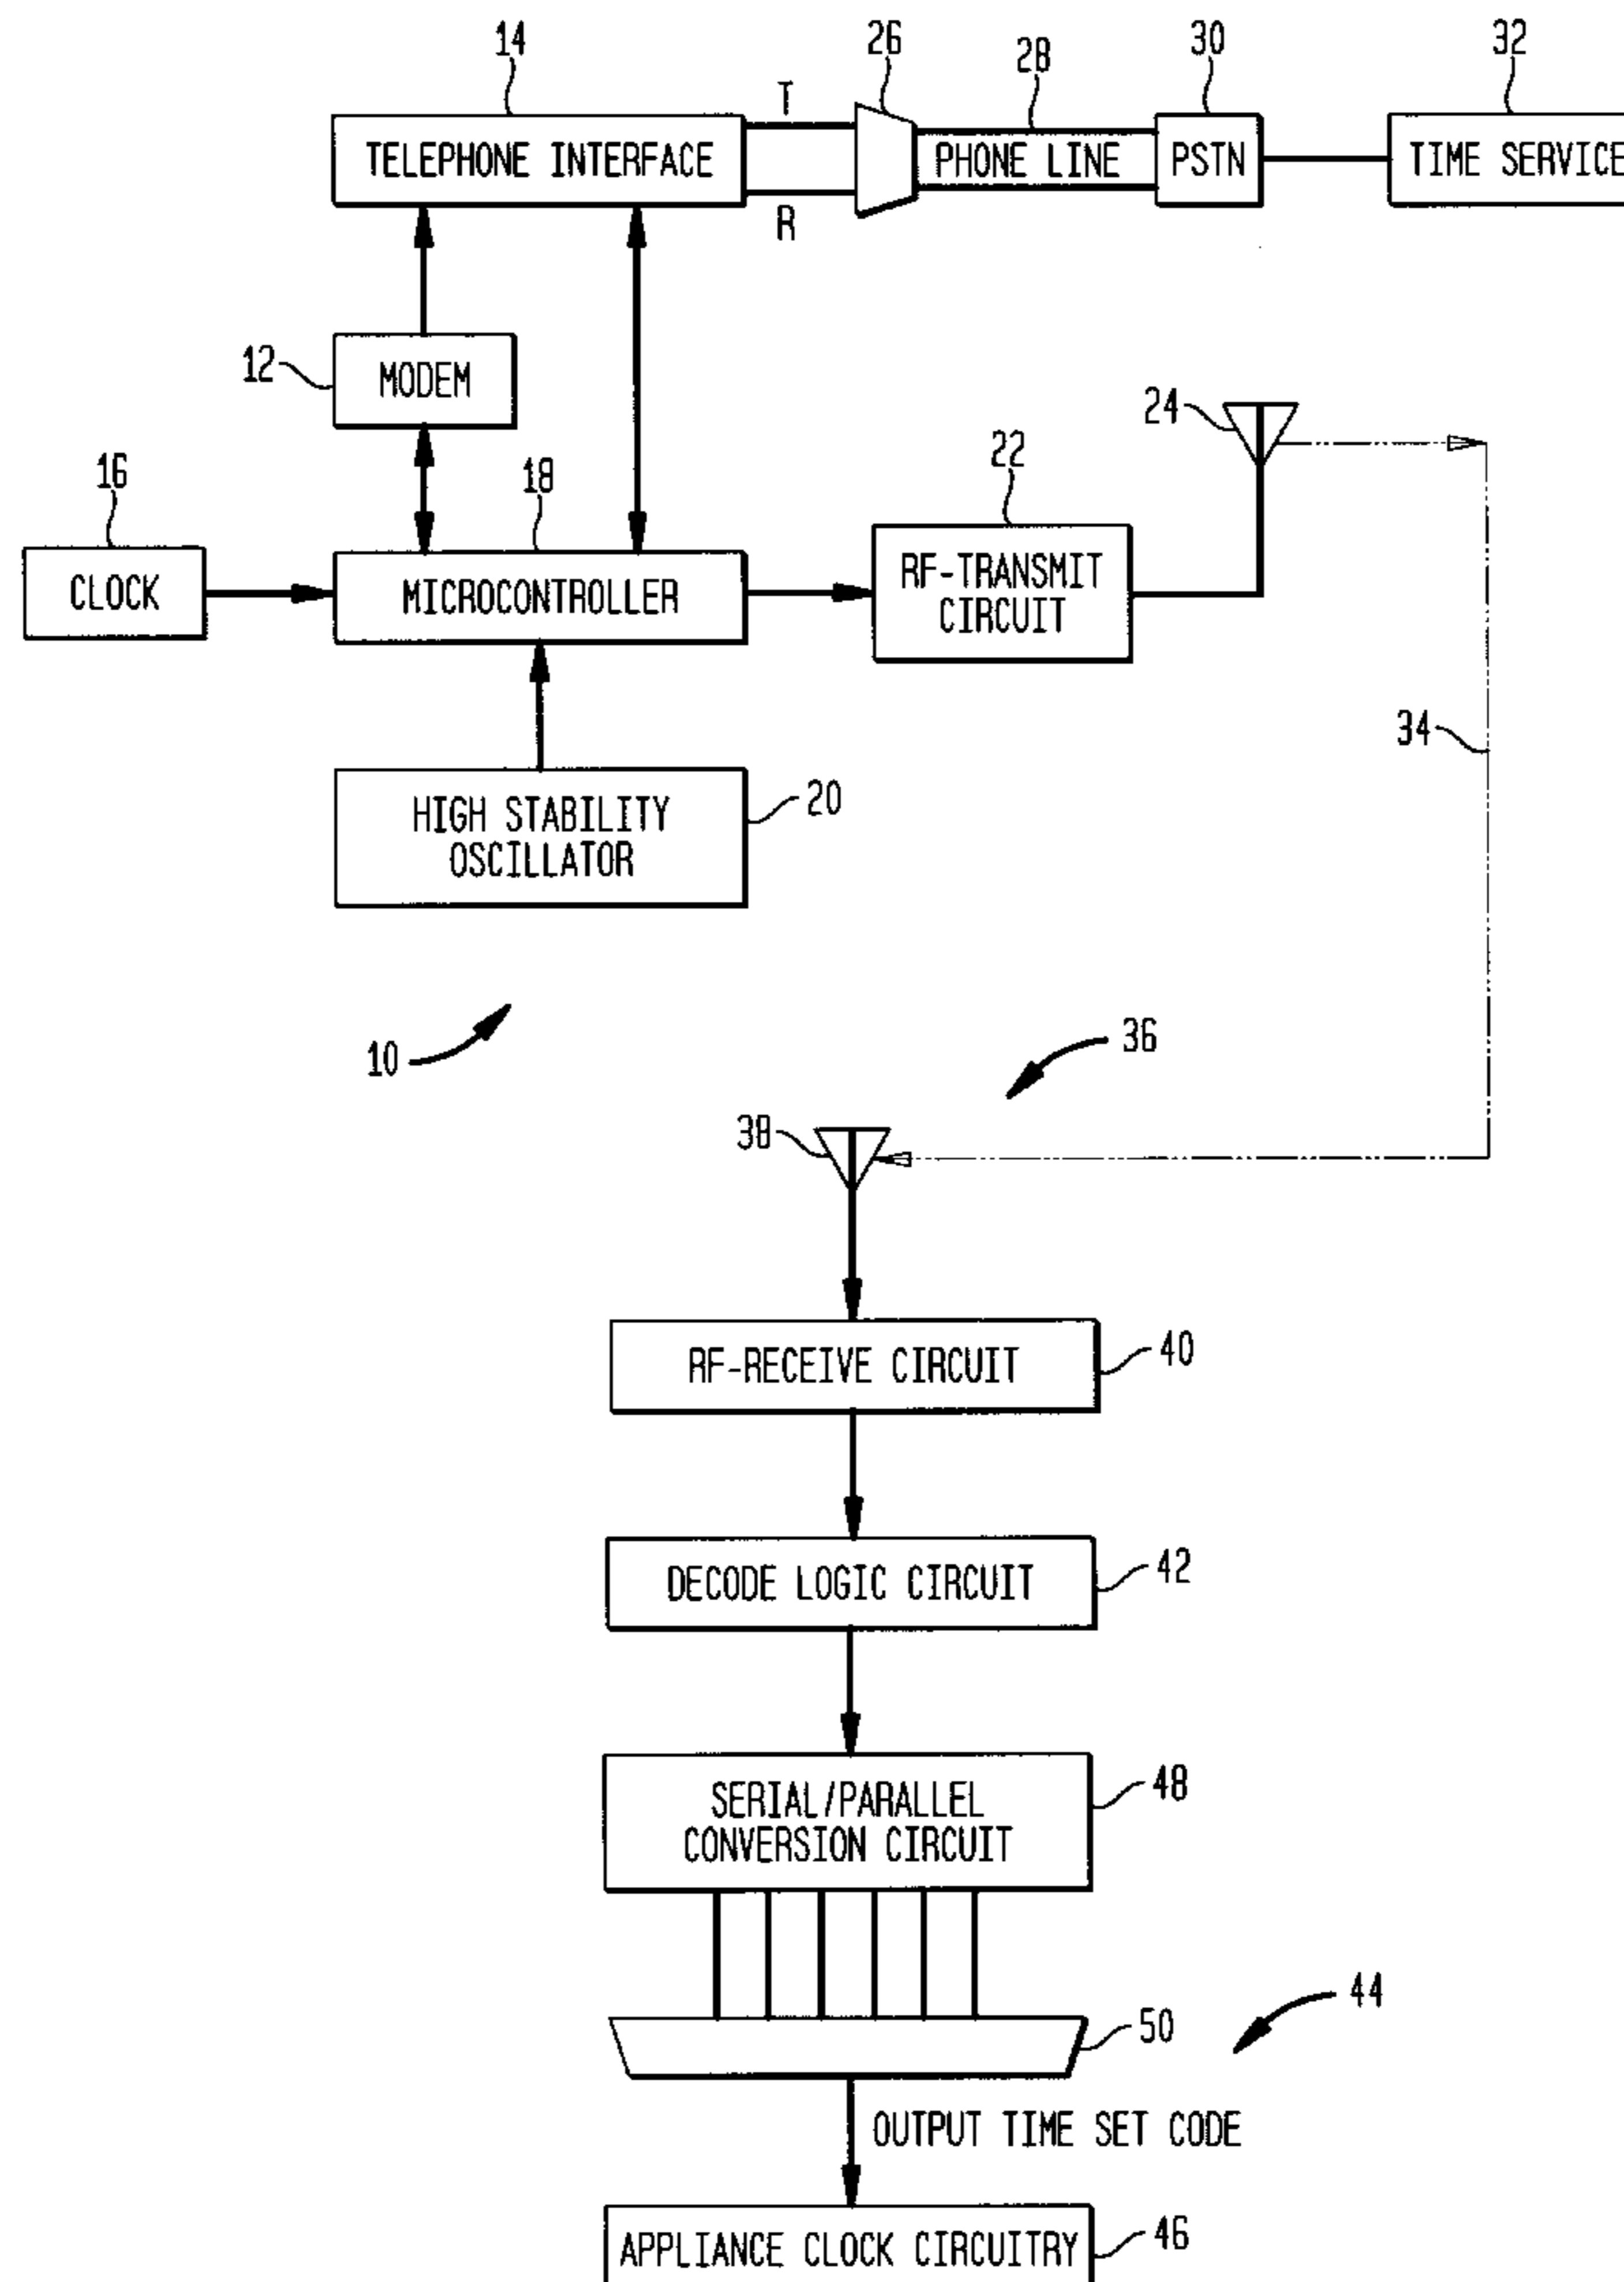 14
26
28
30
32
T
TELEPHONE INTERFACE
PHONE LINE
PSTN
TIME SERVICE
R
12
MODEM
24
16
18
22
CLOCK
MICROCONTROLLER
RF-TRANSMIT
CIRCUIT
34
HIGH STABILITY
OSCILLATOR
20
10
36
38
RF-RECEIVE CIRCUIT
40
DECODE LOGIC CIRCUIT
42
SERIAL/PARALLEL
CONVERSION CIRCUIT
48
44
50
OUTPUT TIME SET CODE
APPLIANCE CLOCK CIRCUITRY
46